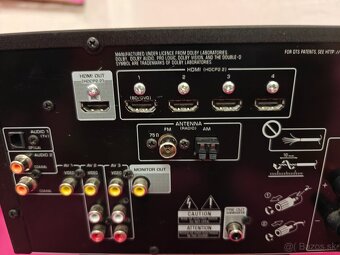 MANUFACTURED UNDER LICENCE FROM DOLBY LABORATORIES.
DOLBY, DOLBY AUDIO, PRO LOGIC, DOLBY VISION, AND THE DOUBLE-D
SYMBOL ARE TRADEMARKS OF DOLBY LABORATORIES.
FOR DTS PATENTS, SEE HTTP:/
HDMI OUT
(HDCP2.2)
HDMI (HDCP2.2)
1 2 3 4
(BD/DVD)
ANTENNA
(RADIO)
75Ω FM AM
AUDIO 1
AUDIO 2
AV 1 AV 2 AV 3
VIDEO VIDEO VIDEO
MONITOR OUT
10mm
CAUTION
bazos.sk